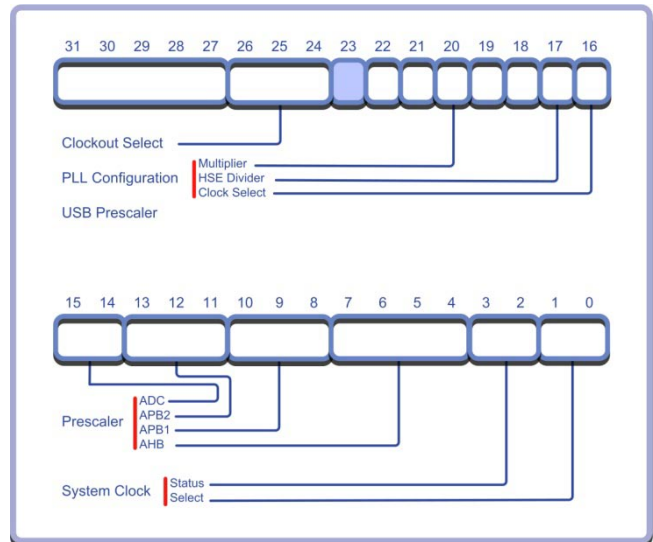 31 30 29 28 27 26 25 24 23 22 21 20 19 18 17 16
Clockout Select
PLL Configuration
Multiplier
HSE Divider
Clock Select
USB Prescaler
15 14 13 12 11 10 9 8 7 6 5 4 3 2 1 0
Prescaler
ADC
APB2
APB1
AHB
System Clock
Status
Select